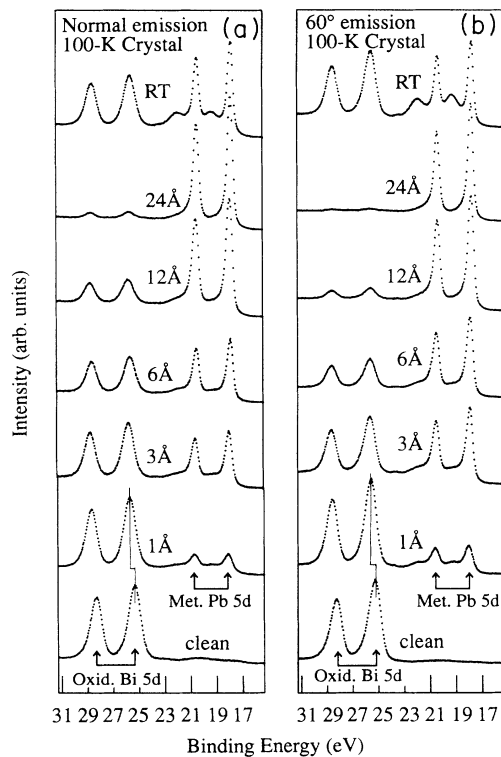 Normal emission (a)
100-K Crystal
RT
24Å
12Å
6Å
3Å
1Å
Met. Pb 5d
clean
Oxid. Bi 5d
31 29 27 25 23 21 19 17
60° emission (b)
100-K Crystal
RT
24Å
12Å
6Å
3Å
1Å
Met. Pb 5d
clean
Oxid. Bi 5d
31 29 27 25 23 21 19 17
Intensity (arb. units)
Binding Energy (eV)